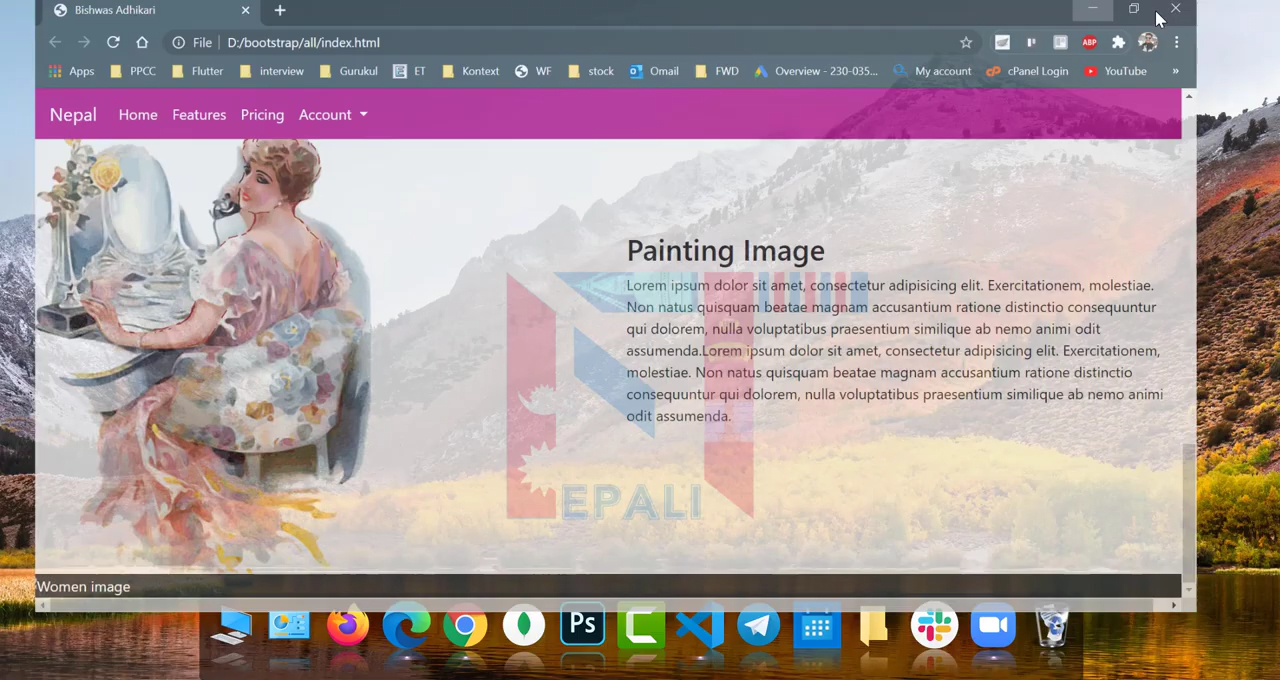 Bishwas Adhikari
File D:/bootstrap/all/index.html
ABP
Apps PPCC Flutter interview Gurukul ET Kontext WF stock Omail FWD Overview - 230-035... My account cPanel Login YouTube »
Nepal Home Features Pricing Account
Painting Image
Lorem ipsum dolor sit amet, consectetur adipisicing elit. Exercitationem, molestiae.
Non natus quisquam beatae magnam accusantium ratione distinctio consequuntur
qui dolorem, nulla voluptatibus praesentium similique ab nemo animi odit
assumenda.Lorem ipsum dolor sit amet, consectetur adipisicing elit. Exercitationem,
molestiae. Non natus quisquam beatae magnam accusantium ratione distinctio
consequuntur qui dolorem, nulla voluptatibus praesentium similique ab nemo animi
odit assumenda.
EPALI
Women image
Ps